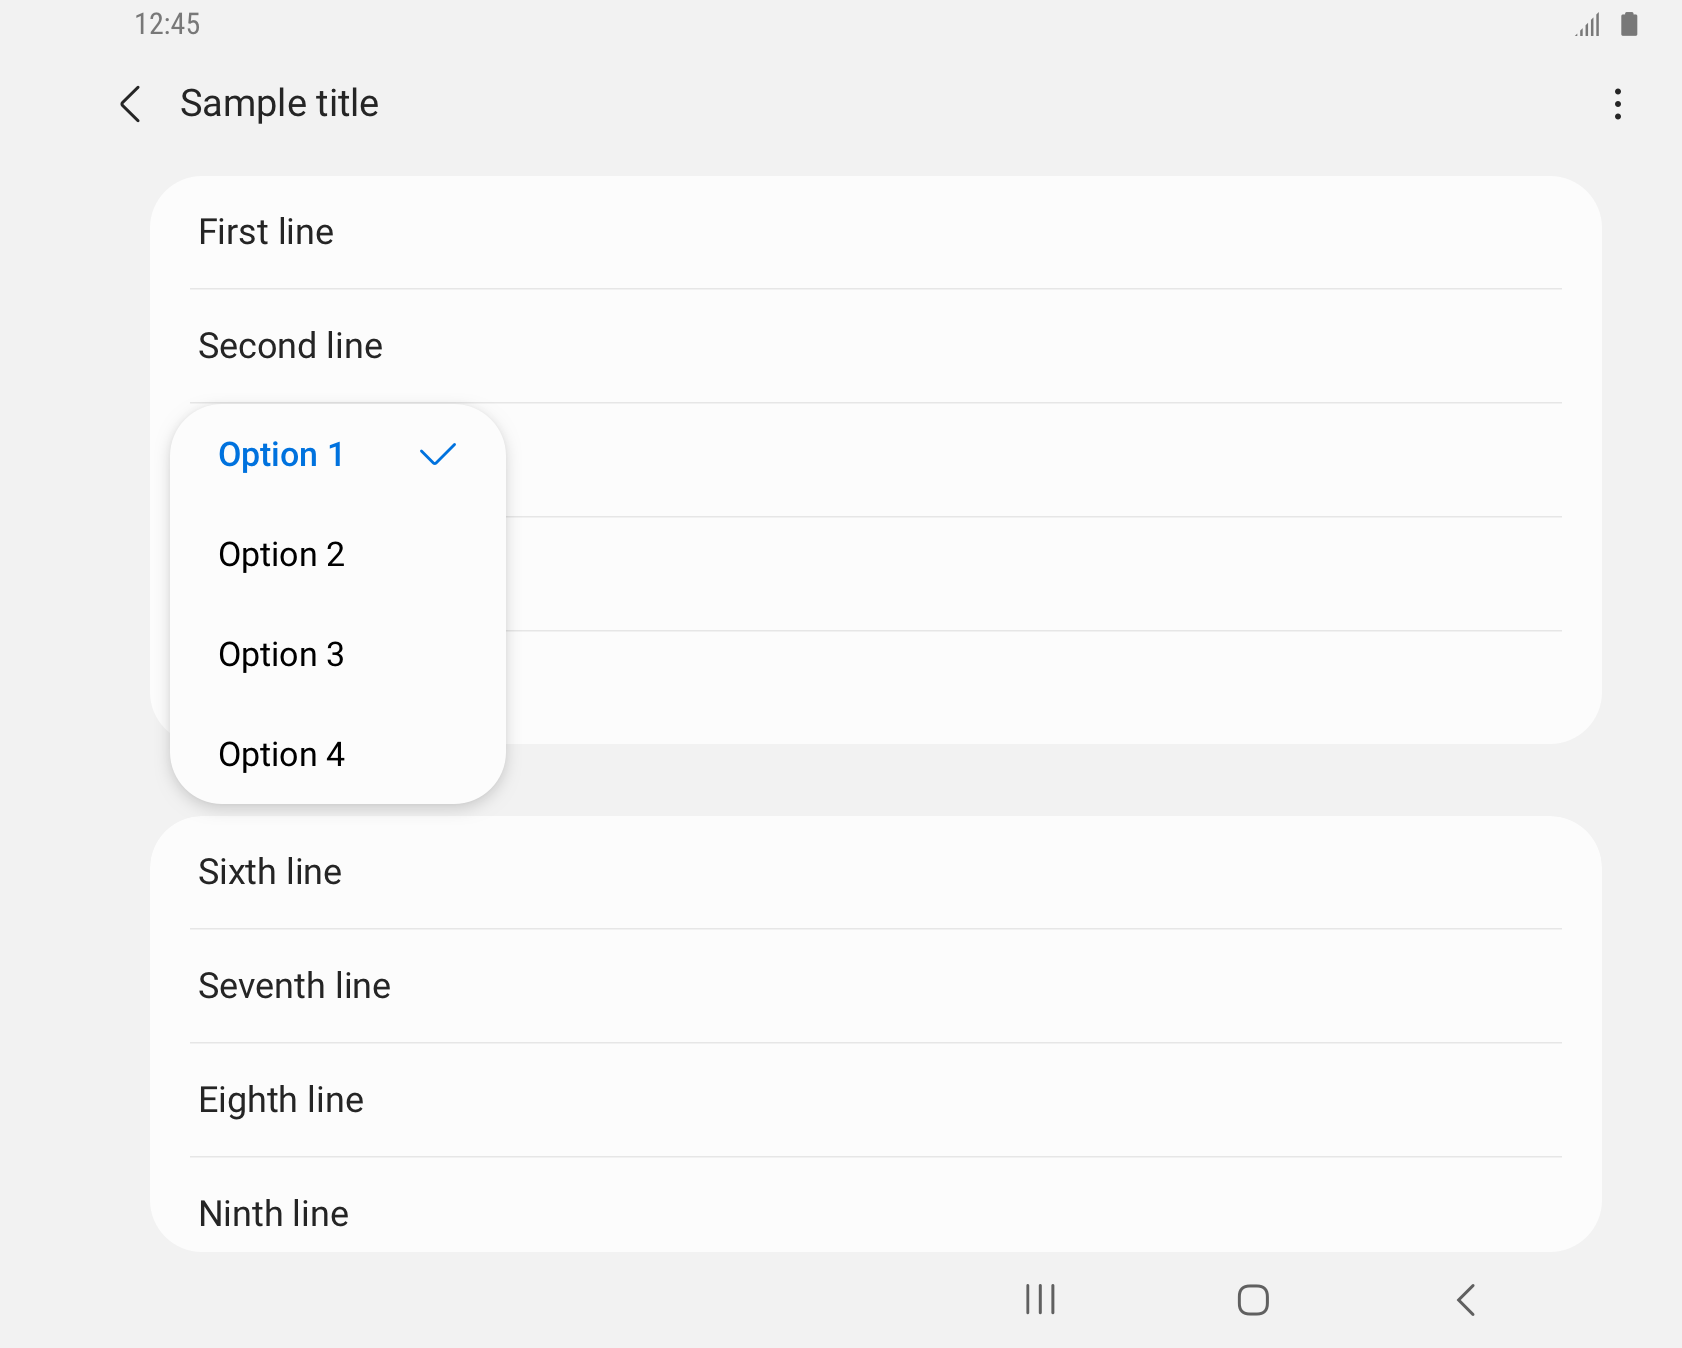 12:45
Sample title
First line
Second line
Option 1
Option 2
Option 3
Option 4
Sixth line
Seventh line
Eighth line
Ninth line